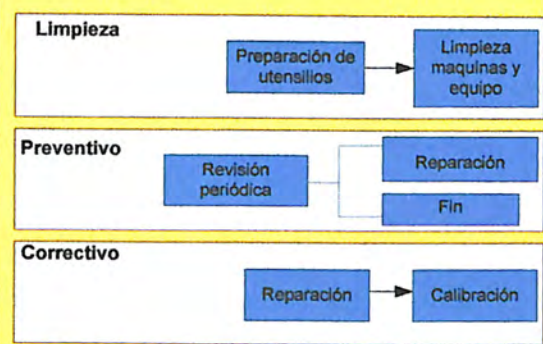 Limpieza
Preparación de
utensilios
Limpieza
maquinas y
equipo
Preventivo
Revisión
periódica
Reparación
Fin
Correctivo
Reparación
Calibración